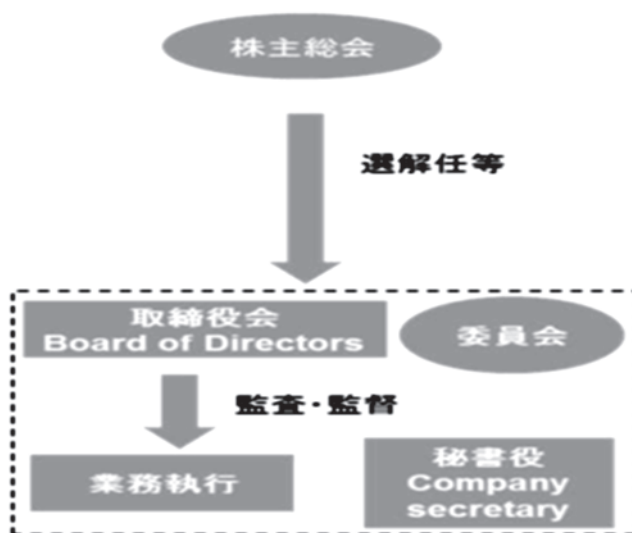 株主総会
選解任等
取締役会
Board of Directors
委員会
監査・監督
業務執行
秘書役
Company
secretary